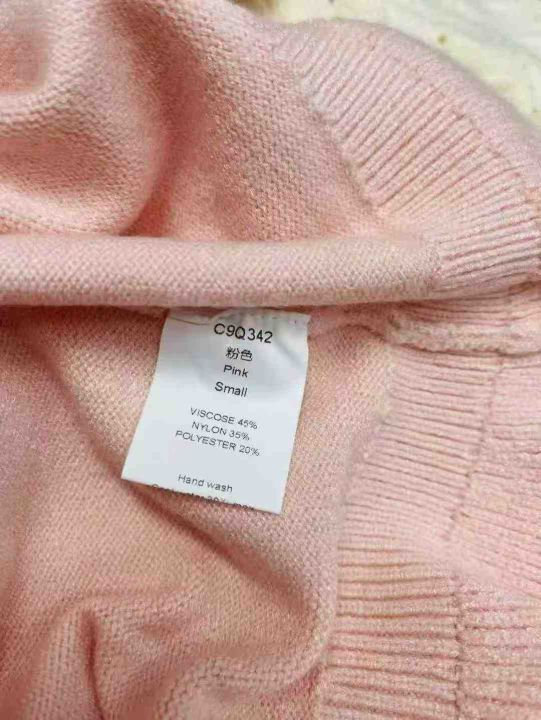 C9Q342
粉色
Pink
Small
VISCOSE 45%
NYLON 35%
POLYESTER 20%
Hand wash